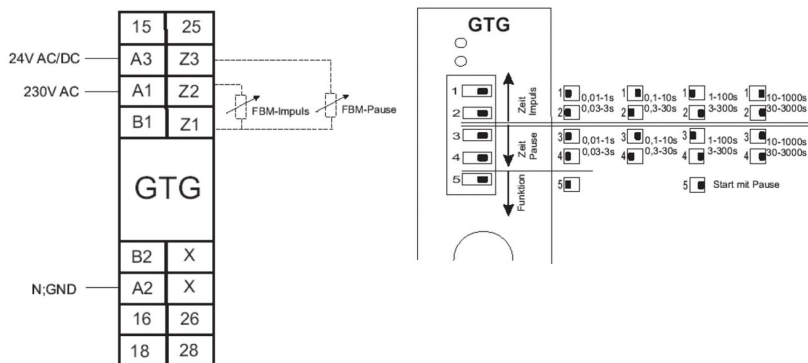 15 25
24V AC/DC A3 Z3
230V AC A1 Z2
FBM-Impuls FBM-Pause
B1 Z1
GTG
B2 X
N;GND A2 X
16 26
18 28
GTG
1
2
3
4
5
Zeit
Impuls
Zeit
Pause
Funktion
1 0,01-1s 1 0,1-10s 1 1-100s 1 10-1000s
2 0,03-3s 2 0,3-30s 2 3-300s 2 30-3000s
3 0,01-1s 3 0,1-10s 3 1-100s 3 10-1000s
4 0,03-3s 4 0,3-30s 4 3-300s 4 30-3000s
5 5 Start mit Pause